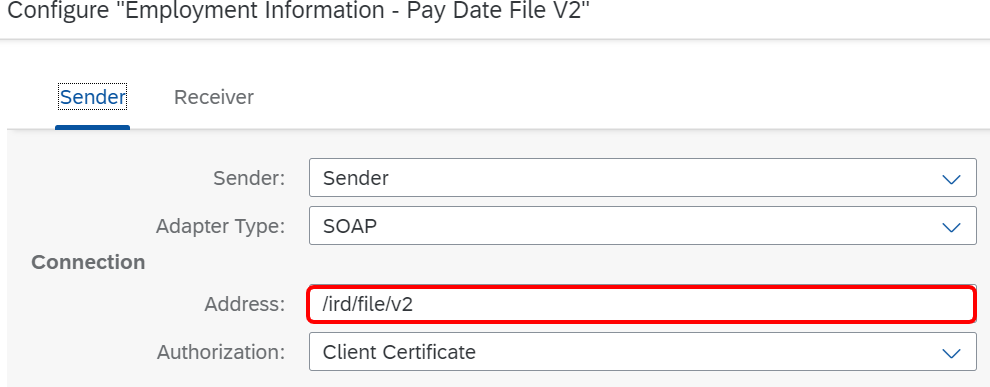 Configure "Employment Information - Pay Date File V2"
Sender Receiver
Sender: Sender
Adapter Type: SOAP
Connection
Address: /ird/file/v2
Authorization: Client Certificate